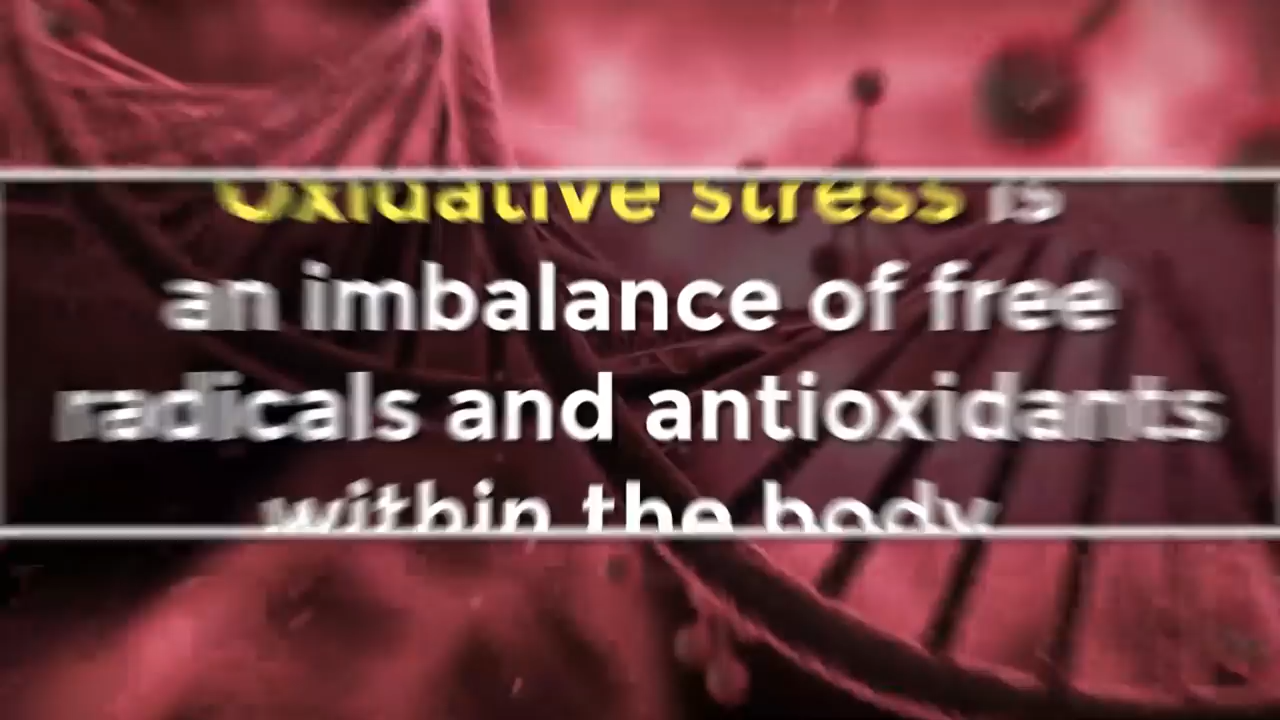 Oxidative stress is
an imbalance of free
radicals and antioxidants
within the body